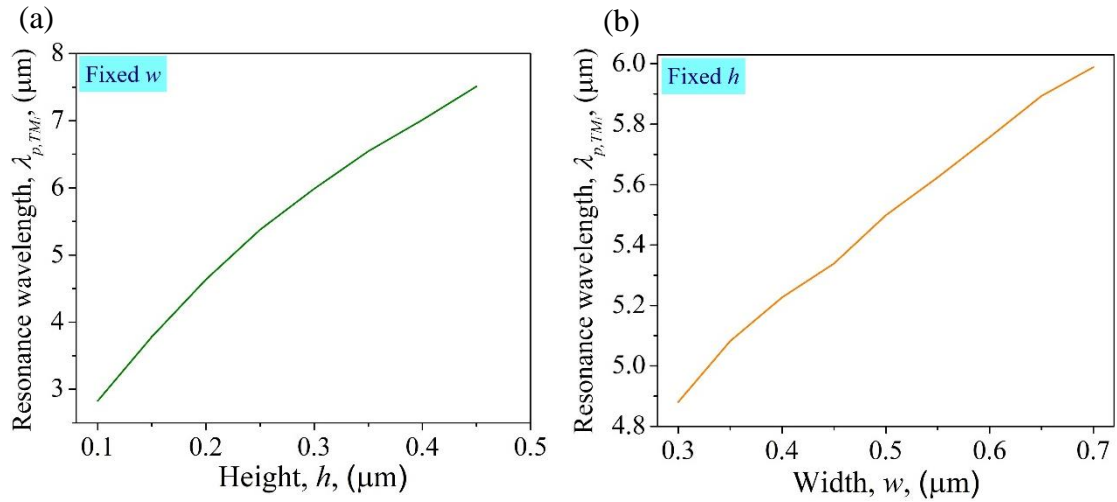 (a)
Fixed w
Resonance wavelength, λp,TMi, (μm)
8
7
6
5
4
3
0.1 0.2 0.3 0.4 0.5
Height, h, (μm)
(b)
Fixed h
Resonance wavelength, λp,TMi, (μm)
6.0
5.8
5.6
5.4
5.2
5.0
4.8
0.3 0.4 0.5 0.6 0.7
Width, w, (μm)